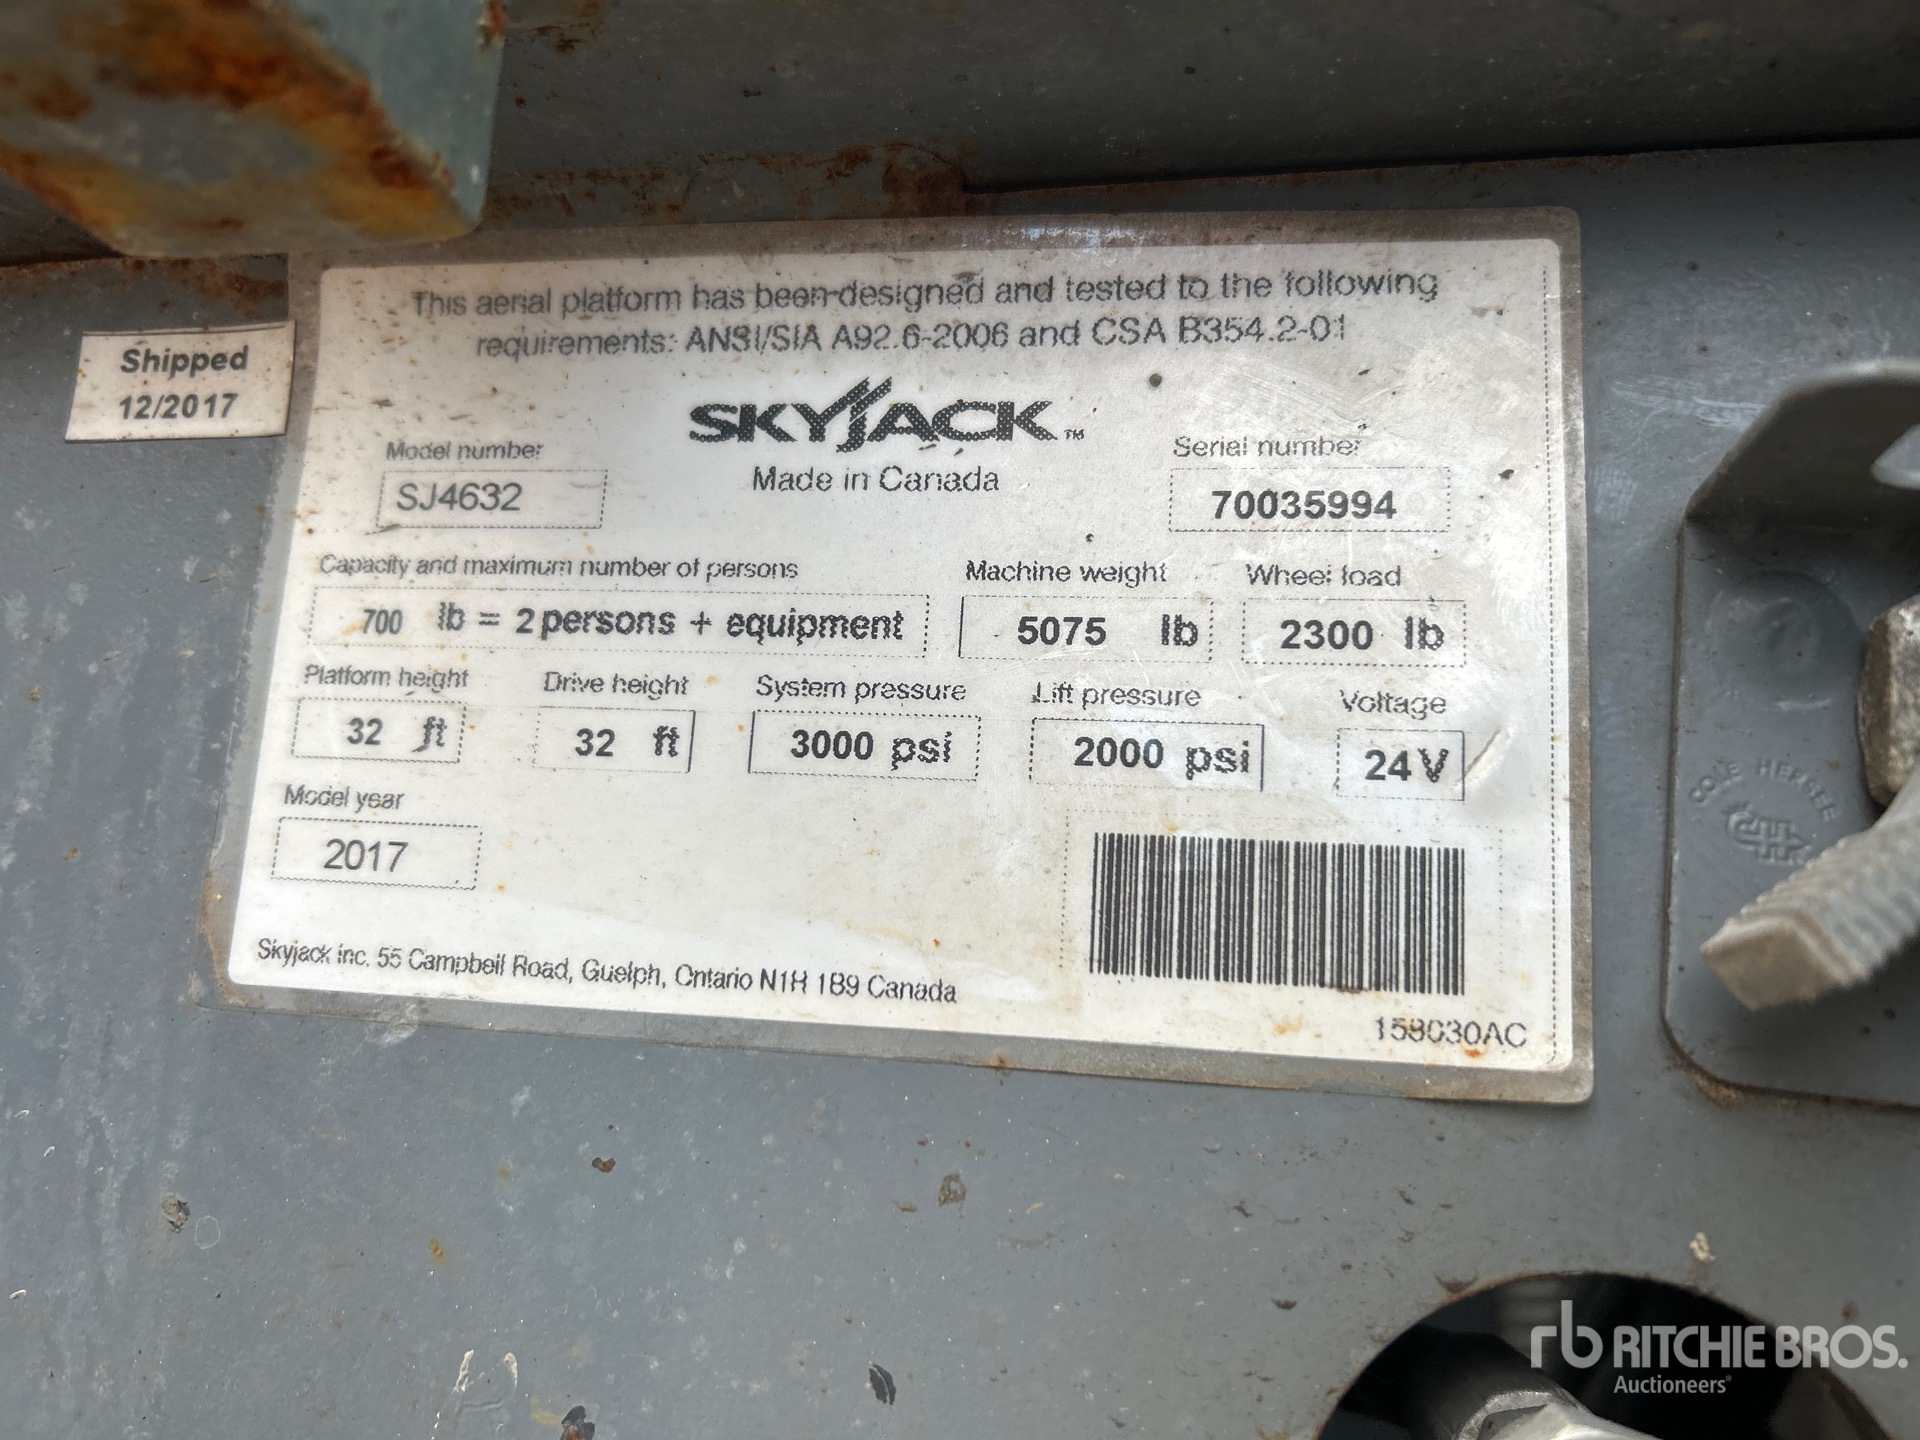 This aerial platform has been designed and tested to the following
requirements: ANSI/SIA A92.6-2006 and CSA B354.2-01
Shipped
12/2017
SKYJACK™
Made in Canada
Model number
SJ4632
Serial number
70035994
Capacity and maximum number of persons
700 lb = 2 persons + equipment
Machine weight
5075 lb
Wheel load
2300 lb
Platform height
32 ft
Drive height
32 ft
System pressure
3000 psi
Lift pressure
2000 psi
Voltage
24 V
Model year
2017
Skyjack Inc. 55 Campbell Road, Guelph, Ontario N1H 1B9 Canada
158030AC
COLE HERSEE
rb RITCHIE BROS.
Auctioneers®